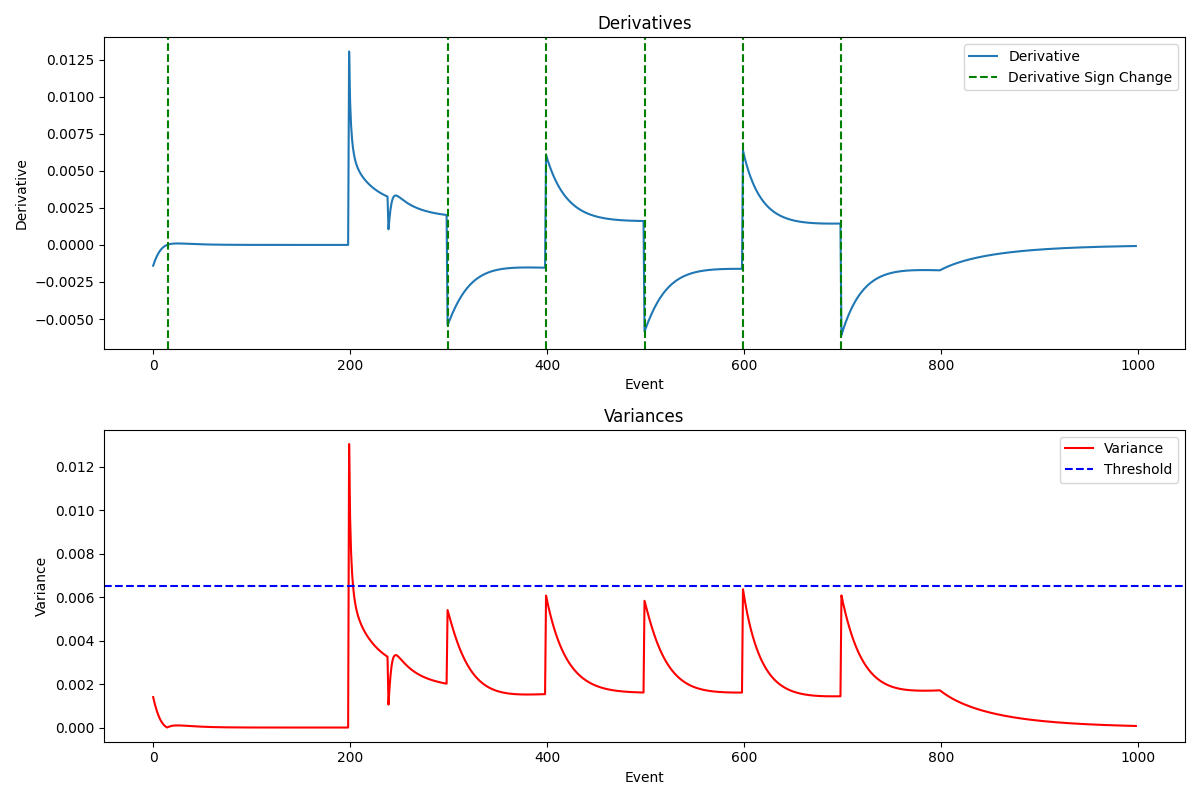 Derivatives
Derivative
0.0125
0.0100
0.0075
0.0050
0.0025
0.0000
−0.0025
−0.0050
Derivative
Derivative Sign Change
0 200 400 600 800 1000
Event
Variances
Variance
0.012
0.010
0.008
0.006
0.004
0.002
0.000
Variance
Threshold
0 200 400 600 800 1000
Event